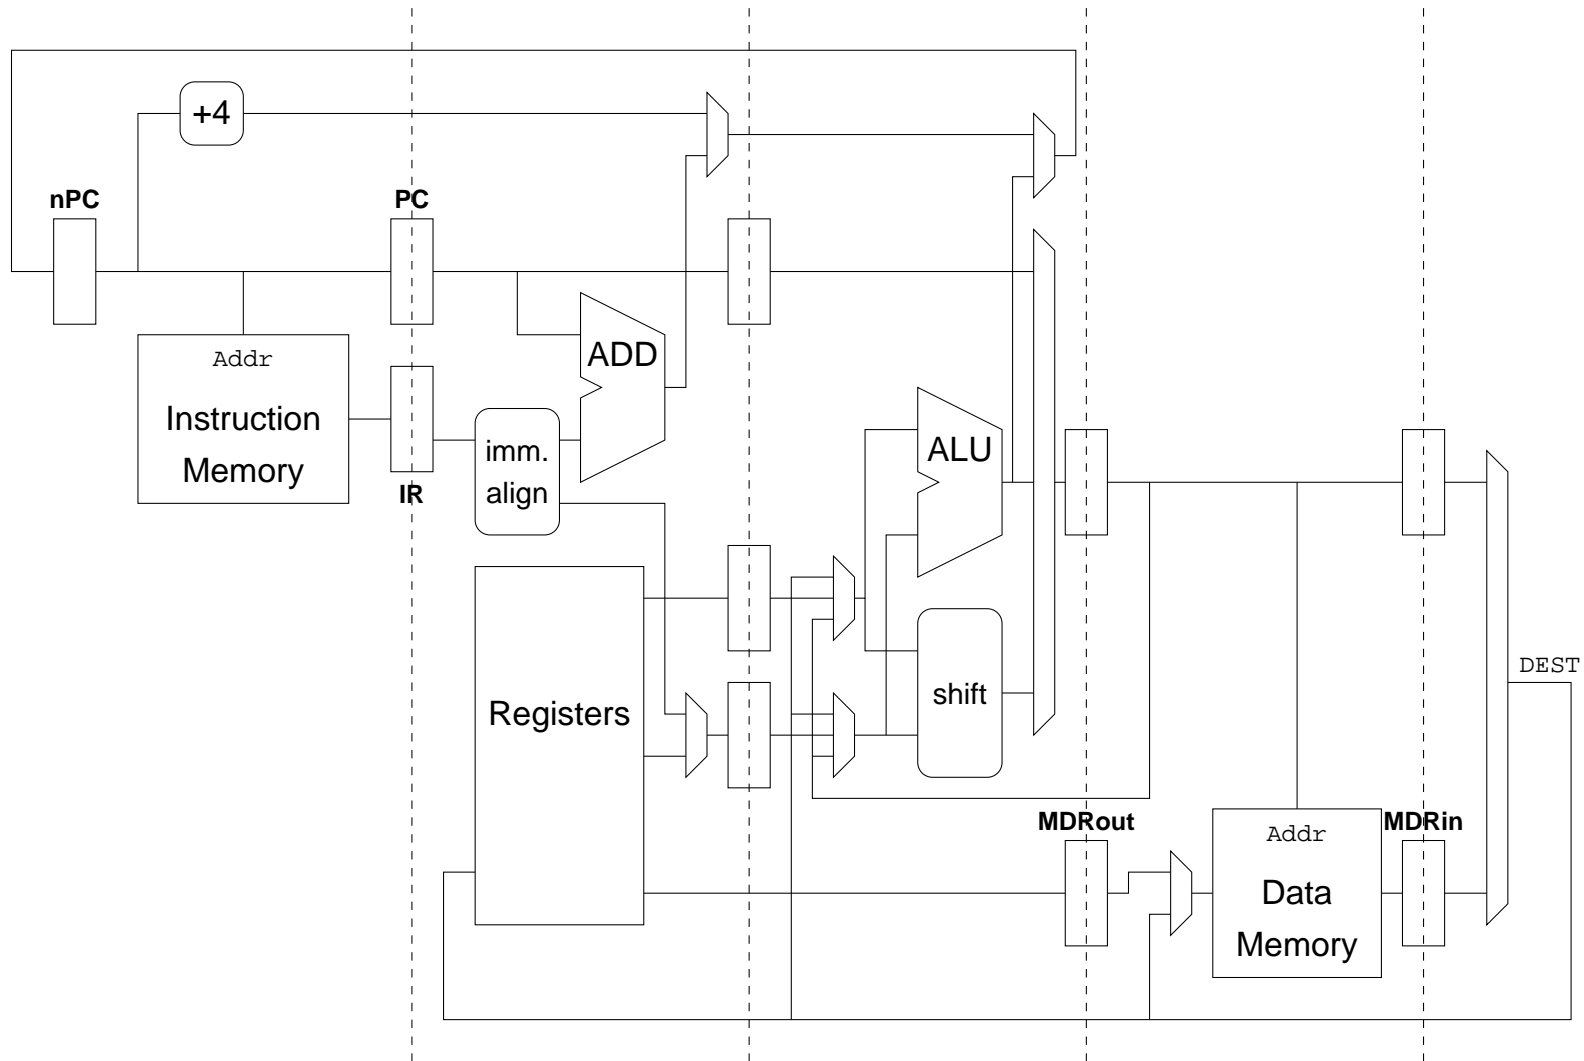 +4
nPC
PC
Addr
Instruction
Memory
IR
imm.
align
ADD
ALU
Registers
shift
DEST
MDRout
MDRin
Addr
Data
Memory